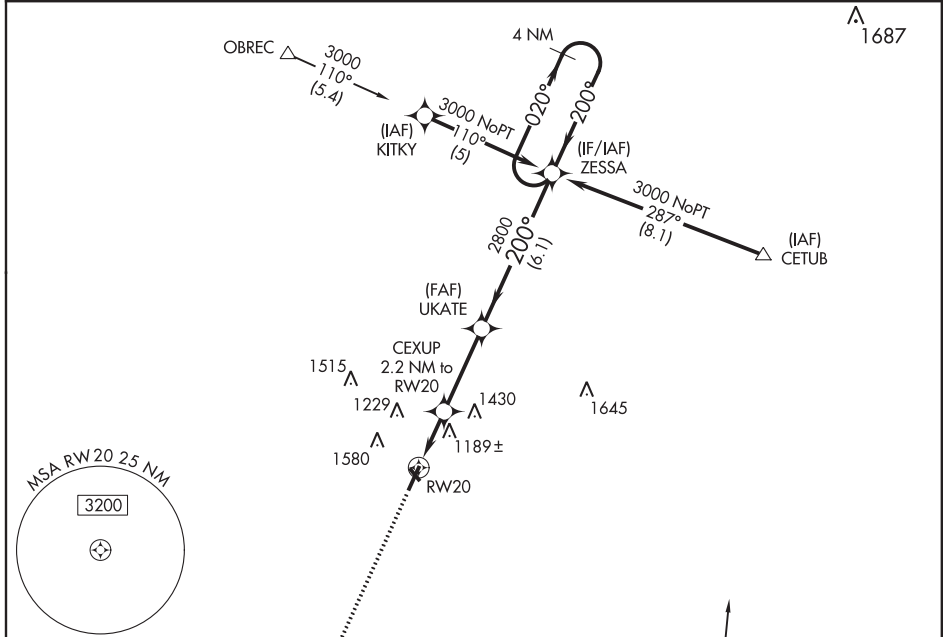 1687
4 NM
OBREC
3000
110°
(5.4)
020°
200°
3000 NoPT
110°
(5)
(IAF)
KITKY
(IF/IAF)
ZESSA
3000 NoPT
287°
(8.1)
(IAF)
CETUB
2800
200°
(6.1)
(FAF)
UKATE
CEXUP
2.2 NM to
RW20
1515
1229
1430
1645
1580
1189±
RW20
MSA RW20 25 NM
3200